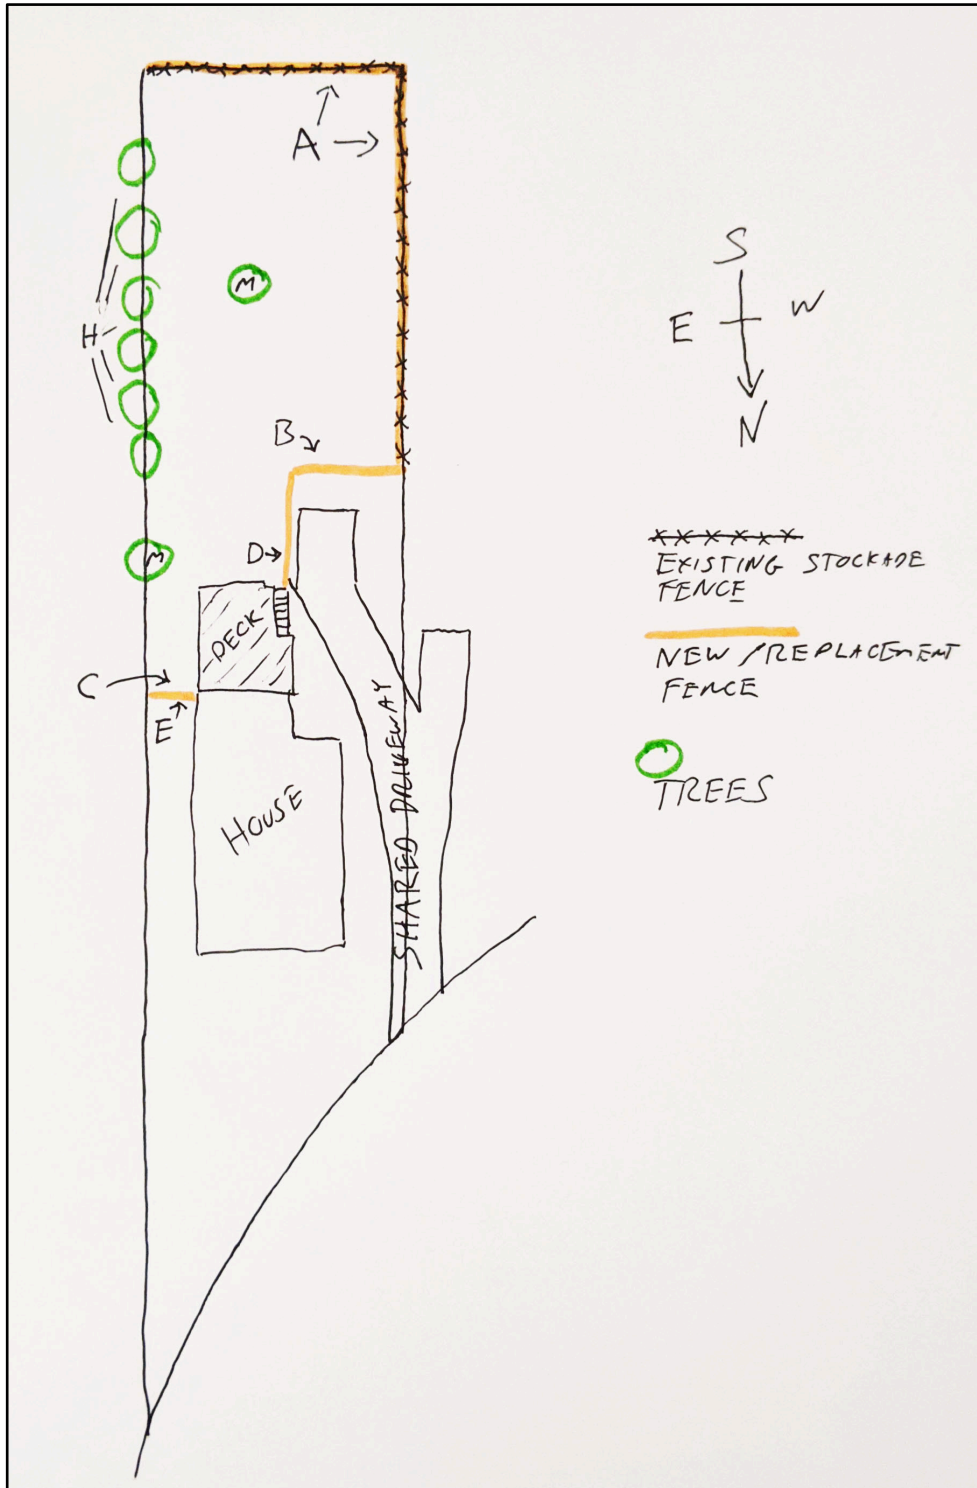 A
S
E W
N
M
H
B
D
M
DECK
C
E
HOUSE
SHARED DRIVEWAY
EXISTING STOCKADE
FENCE
NEW / REPLACEMENT
FENCE
TREES